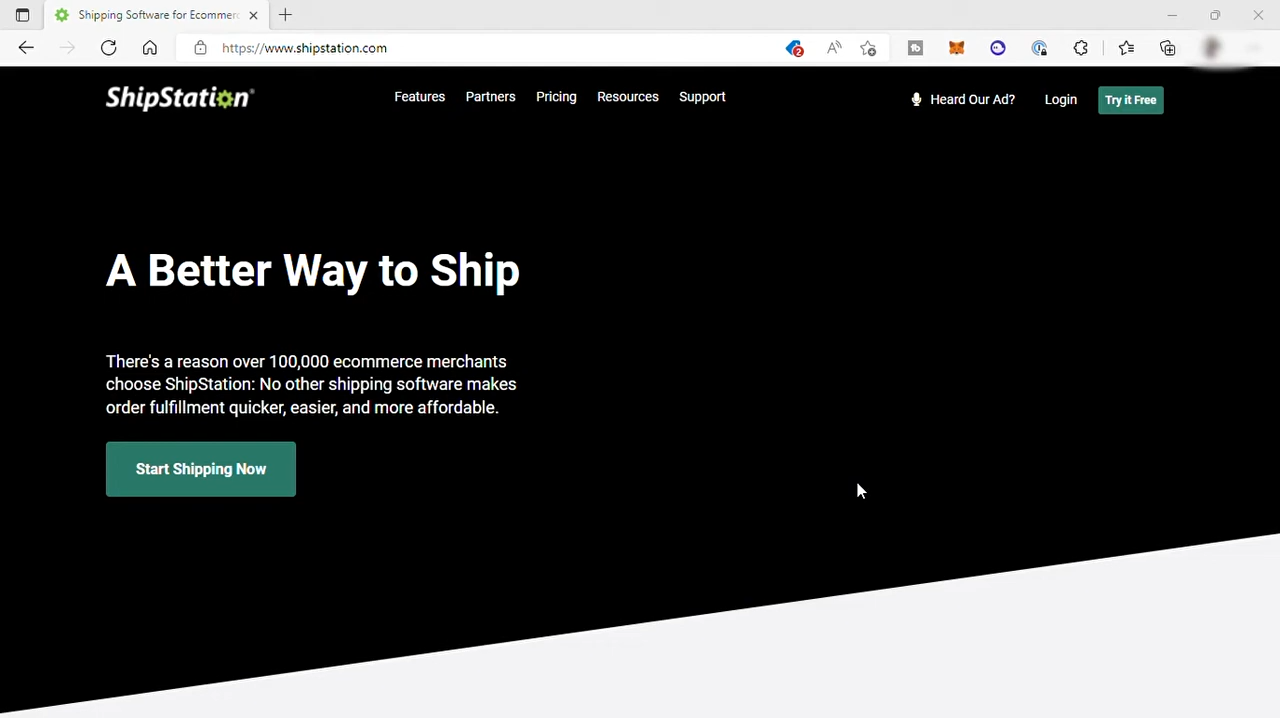 Shipping Software for Ecommerc
https://www.shipstation.com
2
ShipStation®
Features
Partners
Pricing
Resources
Support
Heard Our Ad?
Login
Try it Free
A Better Way to Ship
There's a reason over 100,000 ecommerce merchants
choose ShipStation: No other shipping software makes
order fulfillment quicker, easier, and more affordable.
Start Shipping Now